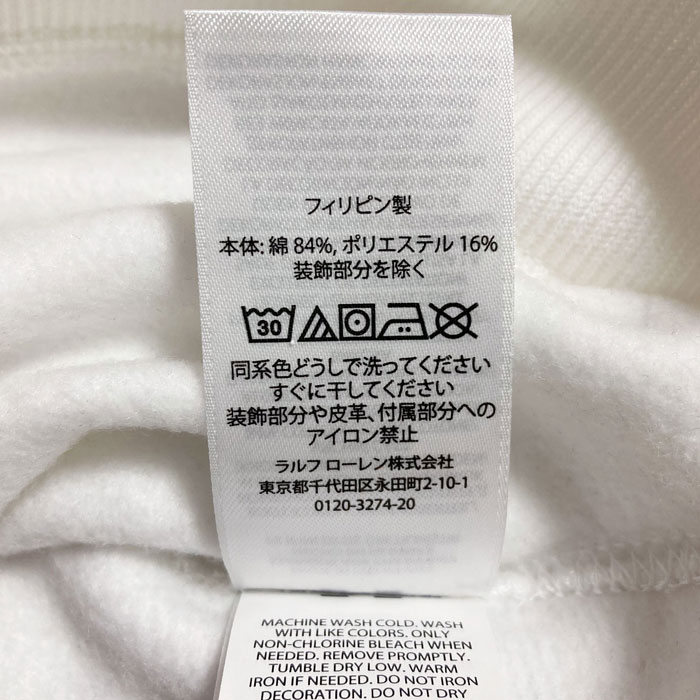 フィリピン製
本体: 綿 84%, ポリエステル 16%
装飾部分を除く
30
同系色どうしで洗ってください
すぐに干してください
装飾部分や皮革、付属部分への
アイロン禁止
ラルフ ローレン株式会社
東京都千代田区永田町2-10-1
0120-3274-20
MACHINE WASH COLD. WASH
WITH LIKE COLORS. ONLY
NON-CHLORINE BLEACH WHEN
NEEDED. REMOVE PROMPTLY.
TUMBLE DRY LOW. WARM
IRON IF NEEDED. DO NOT IRON
DECORATION. DO NOT DRY